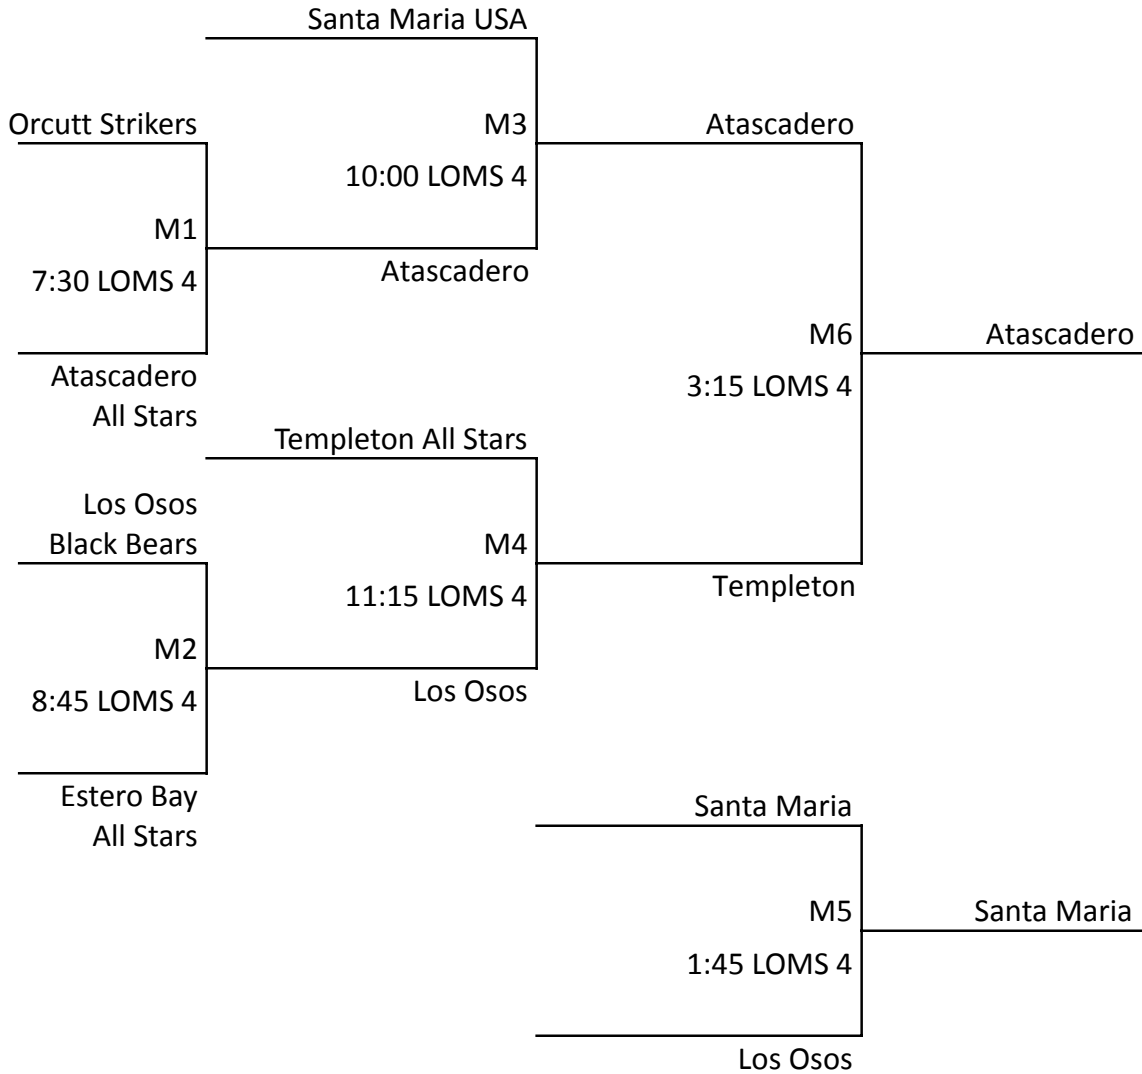 Santa Maria USA
Orcutt Strikers
M3
Atascadero
10:00 LOMS 4
M1
Atascadero
7:30 LOMS 4
M6
Atascadero
Atascadero
All Stars
3:15 LOMS 4
Templeton All Stars
Los Osos
Black Bears
M4
Templeton
11:15 LOMS 4
M2
Los Osos
8:45 LOMS 4
Estero Bay
All Stars
Santa Maria
M5
Santa Maria
1:45 LOMS 4
Los Osos